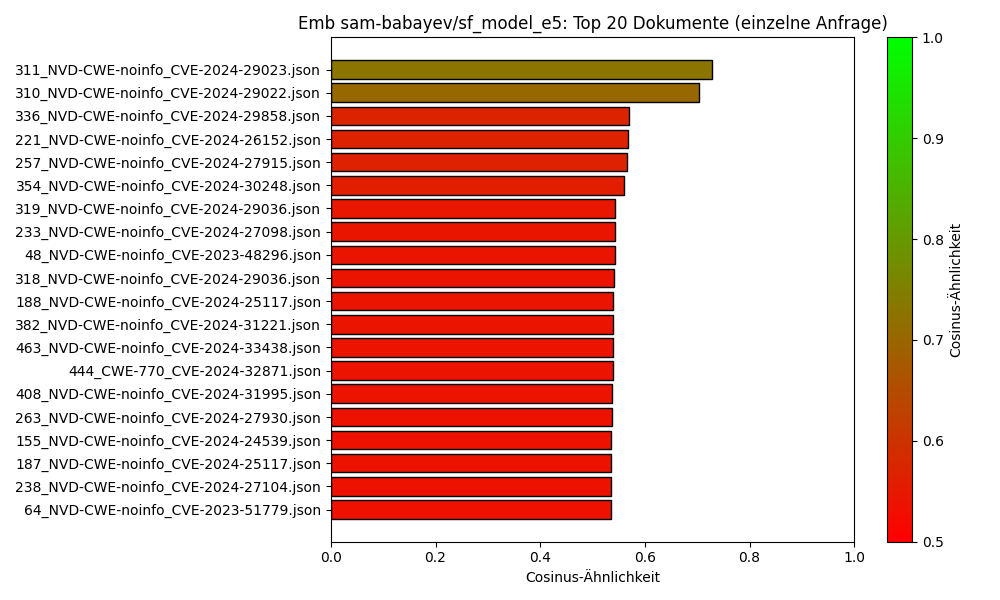 Emb sam-babayev/sf_model_e5: Top 20 Dokumente (einzelne Anfrage)
311_NVD-CWE-noinfo_CVE-2024-29023.json
310_NVD-CWE-noinfo_CVE-2024-29022.json
336_NVD-CWE-noinfo_CVE-2024-29858.json
221_NVD-CWE-noinfo_CVE-2024-26152.json
257_NVD-CWE-noinfo_CVE-2024-27915.json
354_NVD-CWE-noinfo_CVE-2024-30248.json
319_NVD-CWE-noinfo_CVE-2024-29036.json
233_NVD-CWE-noinfo_CVE-2024-27098.json
48_NVD-CWE-noinfo_CVE-2023-48296.json
318_NVD-CWE-noinfo_CVE-2024-29036.json
188_NVD-CWE-noinfo_CVE-2024-25117.json
382_NVD-CWE-noinfo_CVE-2024-31221.json
463_NVD-CWE-noinfo_CVE-2024-33438.json
444_CWE-770_CVE-2024-32871.json
408_NVD-CWE-noinfo_CVE-2024-31995.json
263_NVD-CWE-noinfo_CVE-2024-27930.json
155_NVD-CWE-noinfo_CVE-2024-24539.json
187_NVD-CWE-noinfo_CVE-2024-25117.json
238_NVD-CWE-noinfo_CVE-2024-27104.json
64_NVD-CWE-noinfo_CVE-2023-51779.json
0.0 0.2 0.4 0.6 0.8 1.0
Cosinus-Ähnlichkeit
1.0
0.9
0.8
0.7
0.6
0.5
Cosinus-Ähnlichkeit